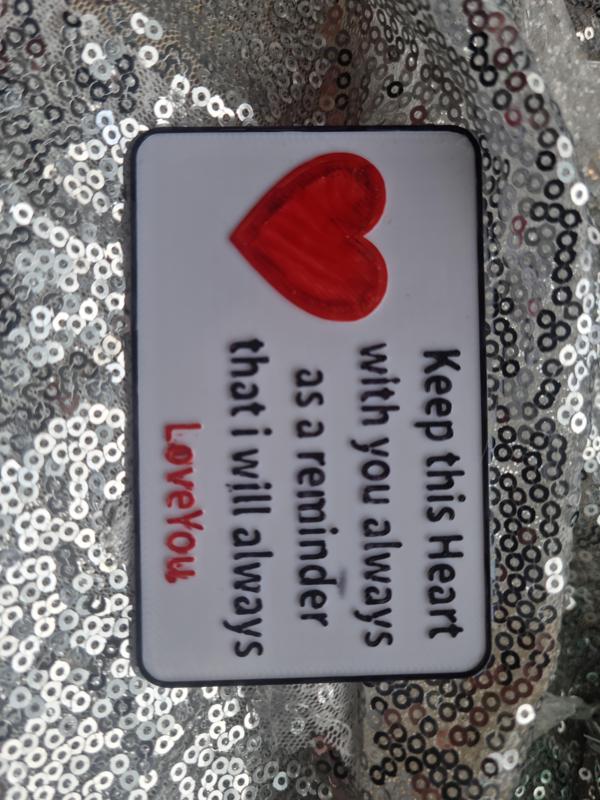 Keep this Heart
with you always
as a reminder
that i will always
LoveYou